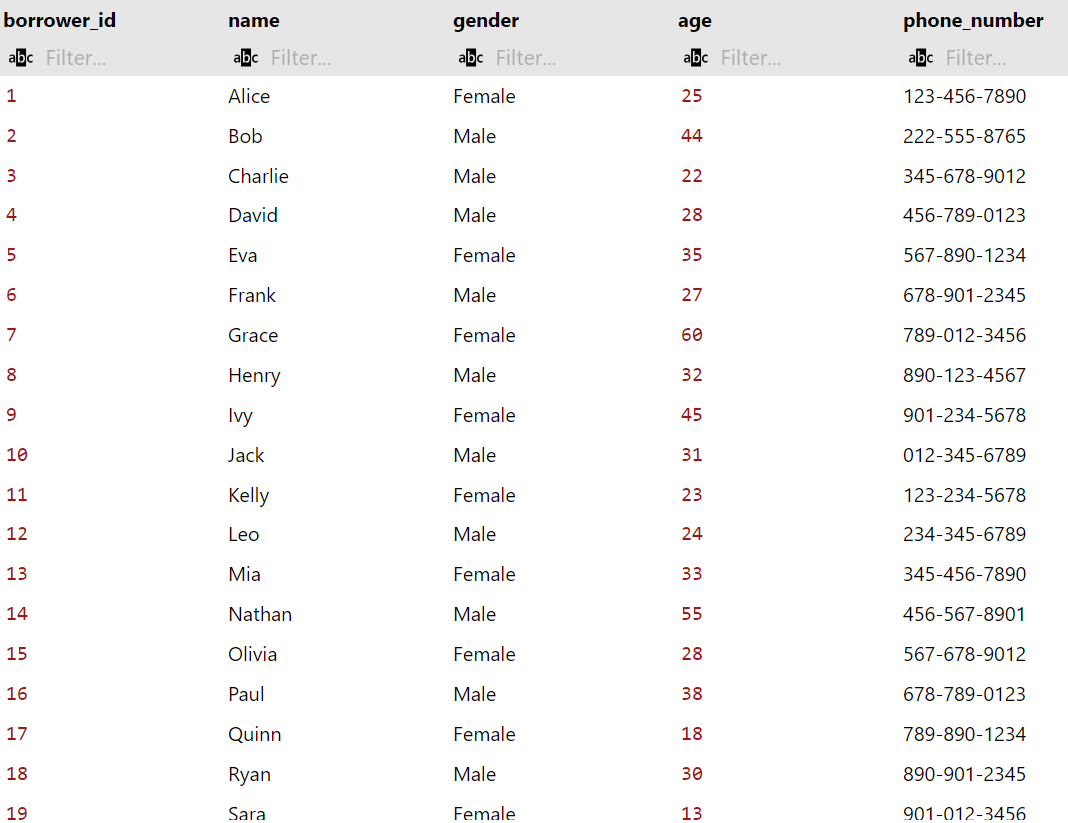 borrower_id name gender age phone_number
abc Filter... abc Filter... abc Filter... abc Filter... abc Filter...
1 Alice Female 25 123-456-7890
2 Bob Male 44 222-555-8765
3 Charlie Male 22 345-678-9012
4 David Male 28 456-789-0123
5 Eva Female 35 567-890-1234
6 Frank Male 27 678-901-2345
7 Grace Female 60 789-012-3456
8 Henry Male 32 890-123-4567
9 Ivy Female 45 901-234-5678
10 Jack Male 31 012-345-6789
11 Kelly Female 23 123-234-5678
12 Leo Male 24 234-345-6789
13 Mia Female 33 345-456-7890
14 Nathan Male 55 456-567-8901
15 Olivia Female 28 567-678-9012
16 Paul Male 38 678-789-0123
17 Quinn Female 18 789-890-1234
18 Ryan Male 30 890-901-2345
19 Sara Female 13 901-012-3456